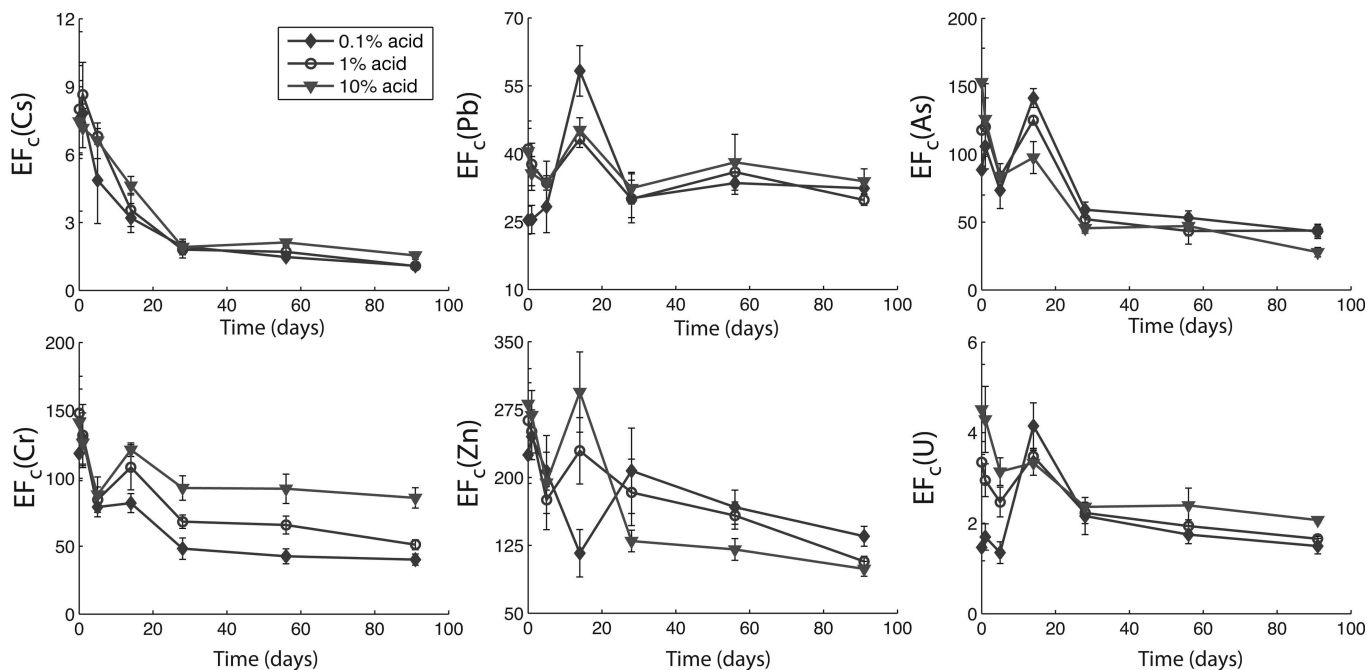 12
9
6
3
0
EFc(Cs)
0.1% acid
1% acid
10% acid
0 20 40 60 80 100
Time (days)
70
55
40
25
10
EFc(Pb)
0 20 40 60 80 100
Time (days)
200
150
100
50
0
EFc(As)
0 20 40 60 80 100
Time (days)
200
150
100
50
0
EFc(Cr)
0 20 40 60 80 100
Time (days)
350
275
200
125
50
EFc(Zn)
0 20 40 60 80 100
Time (days)
6
4
2
0
EFc(U)
0 20 40 60 80 100
Time (days)